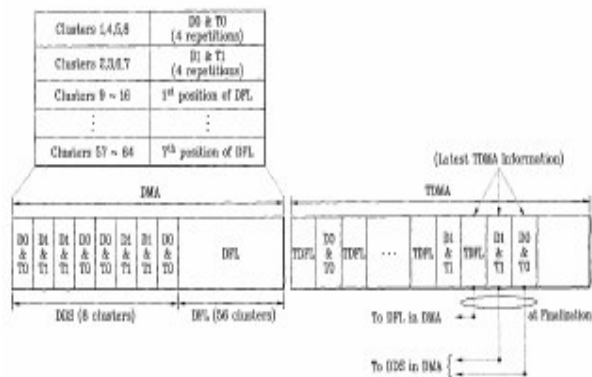 Clusters 1,4,5,8
D0 & T0
(4 repetitions)
Clusters 2,3,6,7
D1 & T1
(4 repetitions)
Clusters 9 ~ 16
1st position of DFL
⋮
⋮
Clusters 57 ~ 64
7th position of DFL
(Latest TDMA Information)
DMA
TDMA
D0 & T0
D1 & T1
D1 & T1
D0 & T0
D0 & T0
D1 & T1
D1 & T1
D0 & T0
DFL
TDFL
D0 & T0
TDFL
...
TDFL
D1 & T1
TDFL
D1 & T1
D0 & T0
DDS (8 clusters)
DFL (56 clusters)
To DFL in DMA
at Finalization
To DDS in DMA